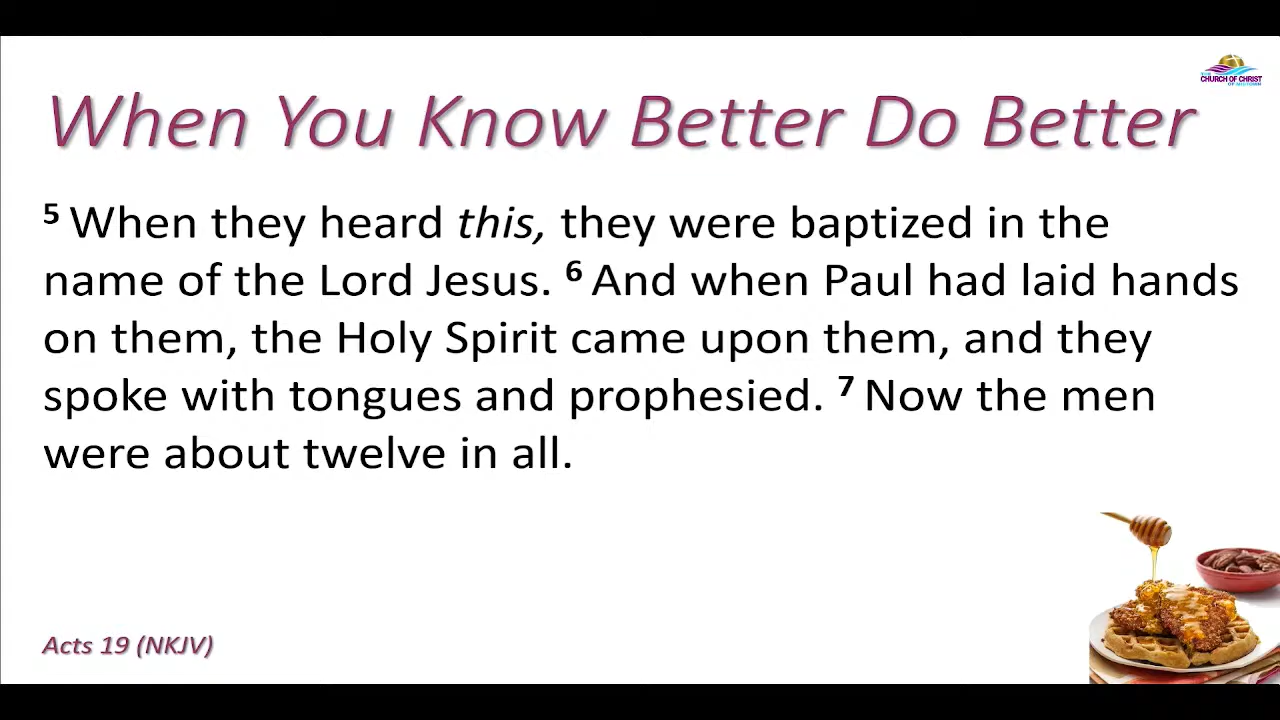 THE
CHURCH OF CHRIST
OF MIDTOWN
When You Know Better Do Better
5 When they heard this, they were baptized in the
name of the Lord Jesus. 6 And when Paul had laid hands
on them, the Holy Spirit came upon them, and they
spoke with tongues and prophesied. 7 Now the men
were about twelve in all.
Acts 19 (NKJV)